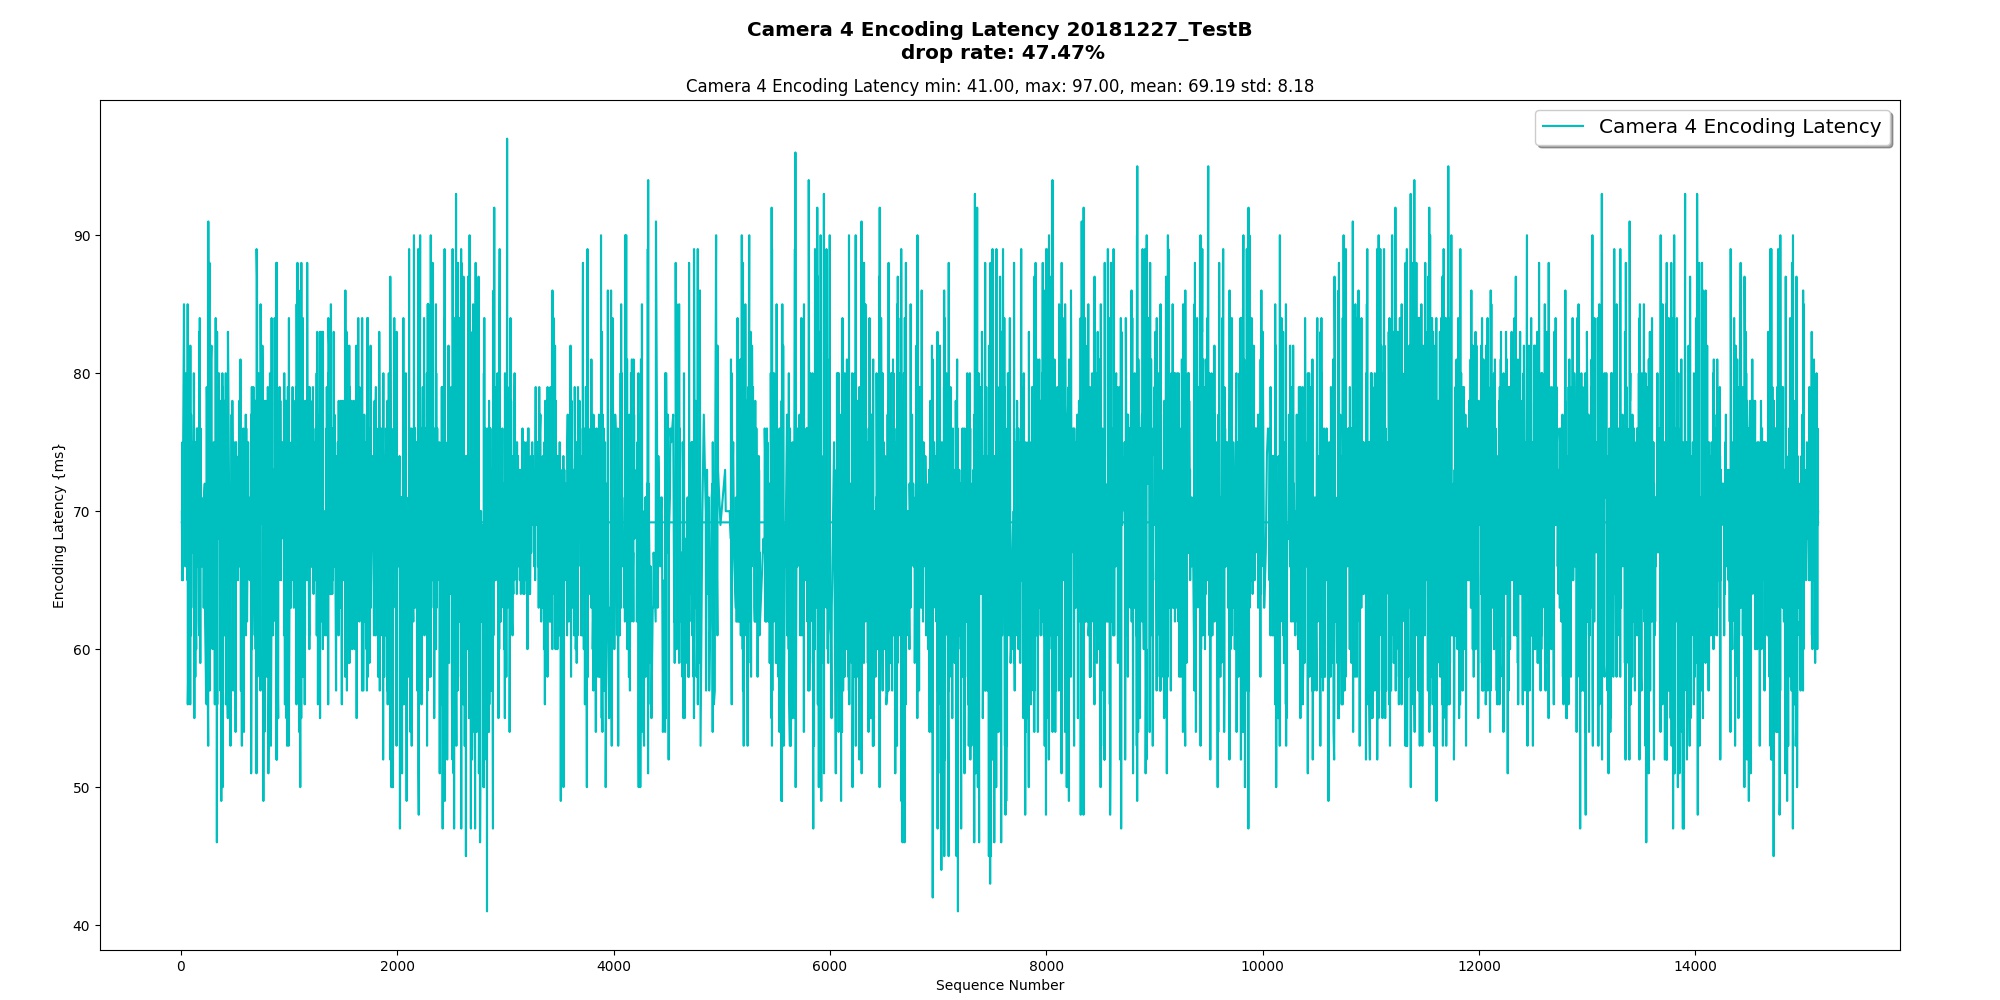 Camera 4 Encoding Latency 20181227_TestB
drop rate: 47.47%
Camera 4 Encoding Latency min: 41.00, max: 97.00, mean: 69.19 std: 8.18
Camera 4 Encoding Latency
90
80
70
60
50
40
Encoding Latency {ms}
0 2000 4000 6000 8000 10000 12000 14000
Sequence Number